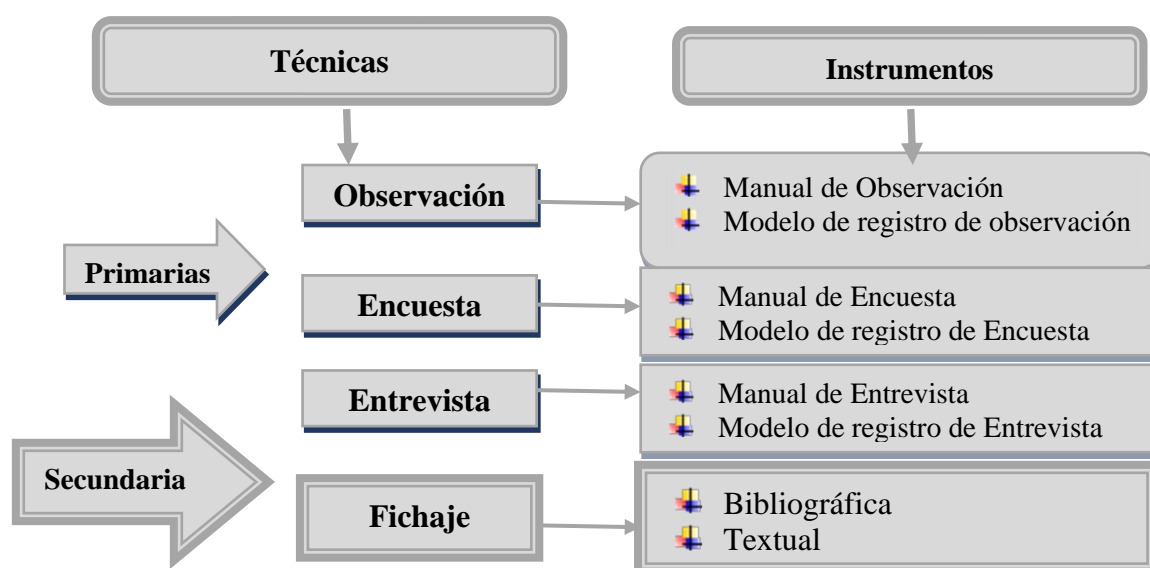 Técnicas
Instrumentos
Primarias
Observación
Manual de Observación
Modelo de registro de observación
Encuesta
Manual de Encuesta
Modelo de registro de Encuesta
Entrevista
Manual de Entrevista
Modelo de registro de Entrevista
Secundaria
Fichaje
Bibliográfica
Textual